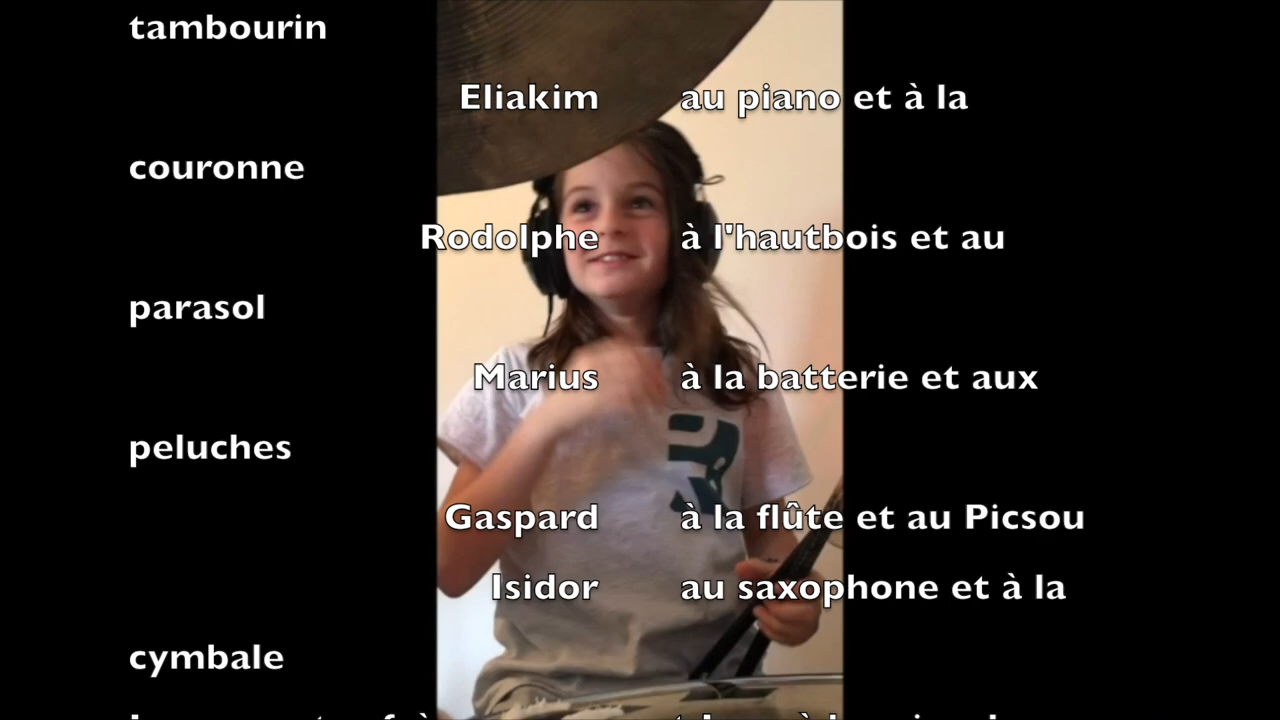 tambourin
Eliakim au piano et à la
couronne
Rodolphe à l'hautbois et au
parasol
Marius à la batterie et aux
peluches
Gaspard à la flûte et au Picsou
Isidor au saxophone et à la
cymbale